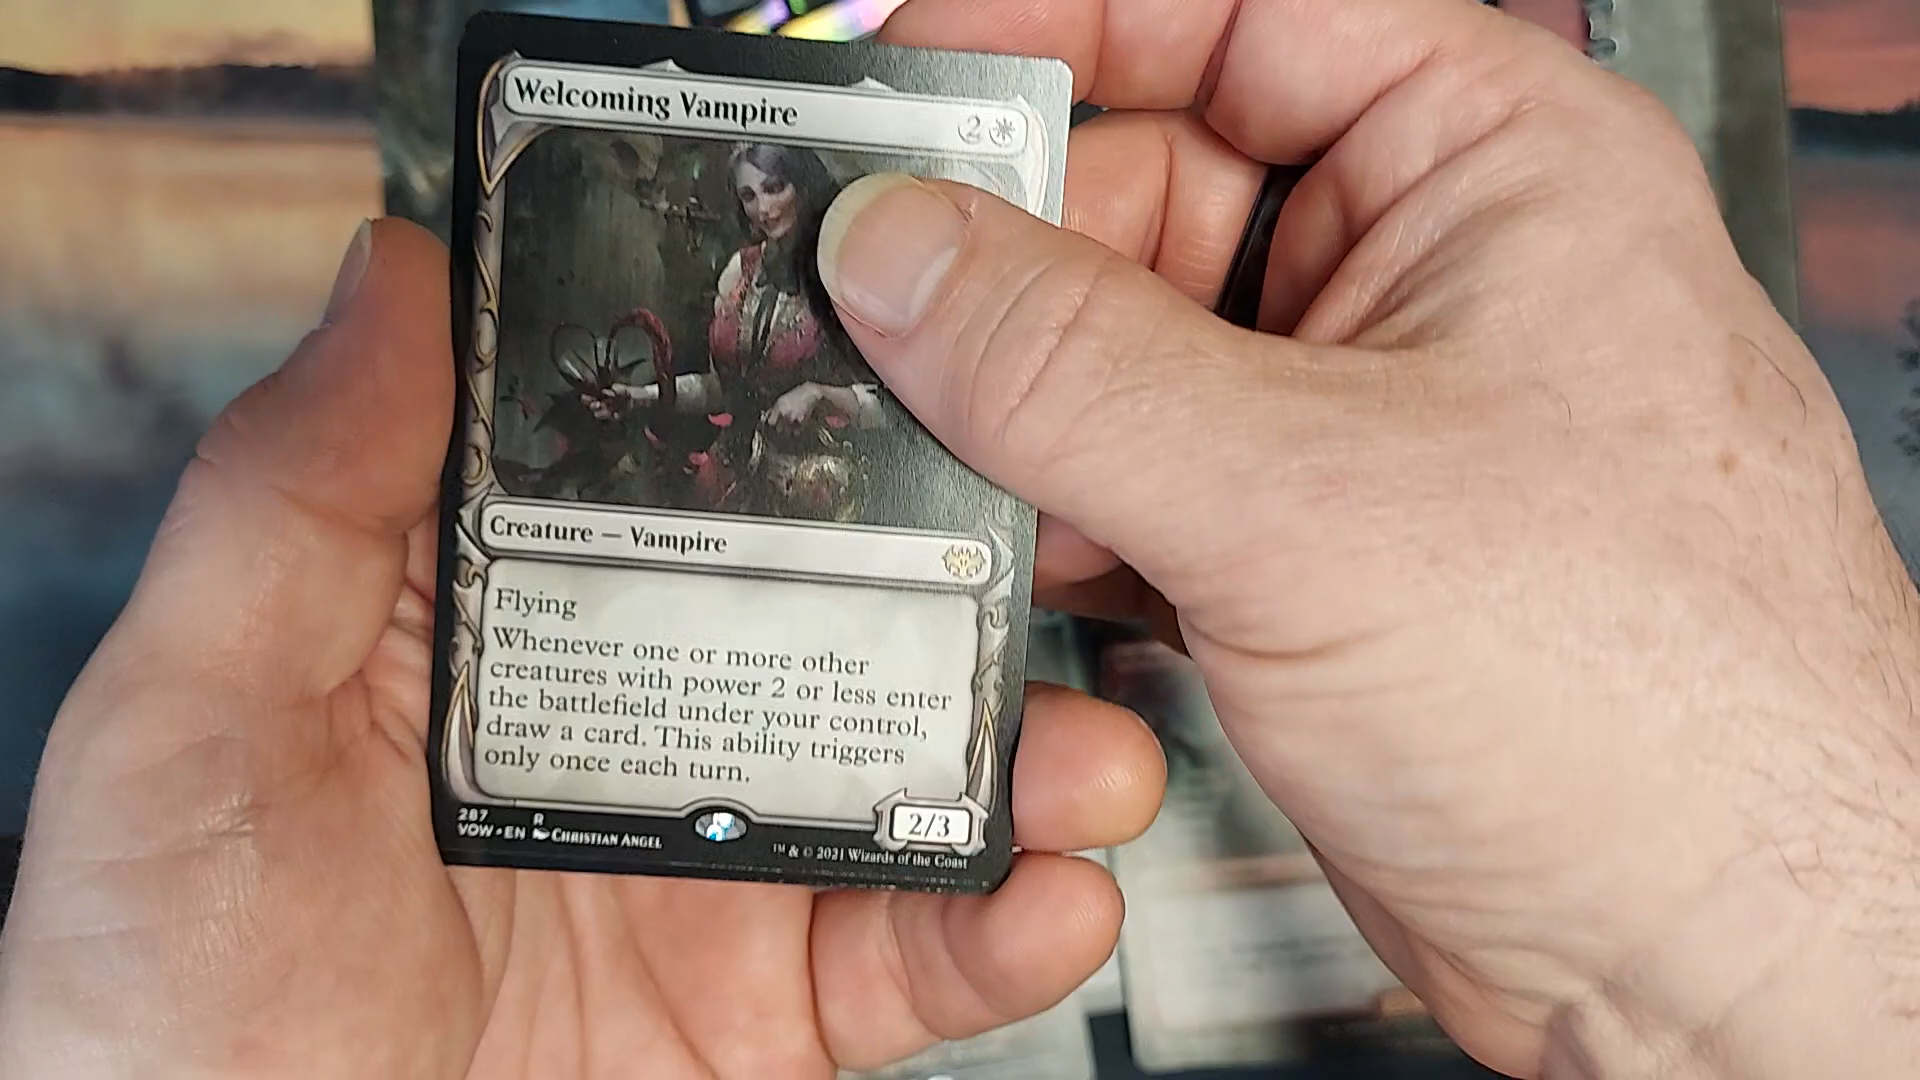 Welcoming Vampire 2
Creature — Vampire
Flying
Whenever one or more other
creatures with power 2 or less enter
the battlefield under your control,
draw a card. This ability triggers
only once each turn.
2/3
287 R
VOW • EN Christian Angel
™ & © 2021 Wizards of the Coast